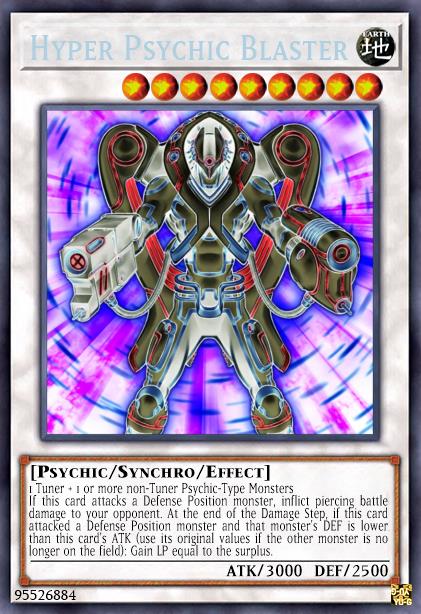 HYPER PSYCHIC BLASTER
EARTH
地
[PSYCHIC/SYNCHRO/EFFECT]
1 Tuner + 1 or more non-Tuner Psychic-Type Monsters
If this card attacks a Defense Position monster, inflict piercing battle
damage to your opponent. At the end of the Damage Step, if this card
attacked a Defense Position monster and that monster's DEF is lower
than this card's ATK (use its original values if the other monster is no
longer on the field): Gain LP equal to the surplus.
ATK/3000 DEF/2500
95526884